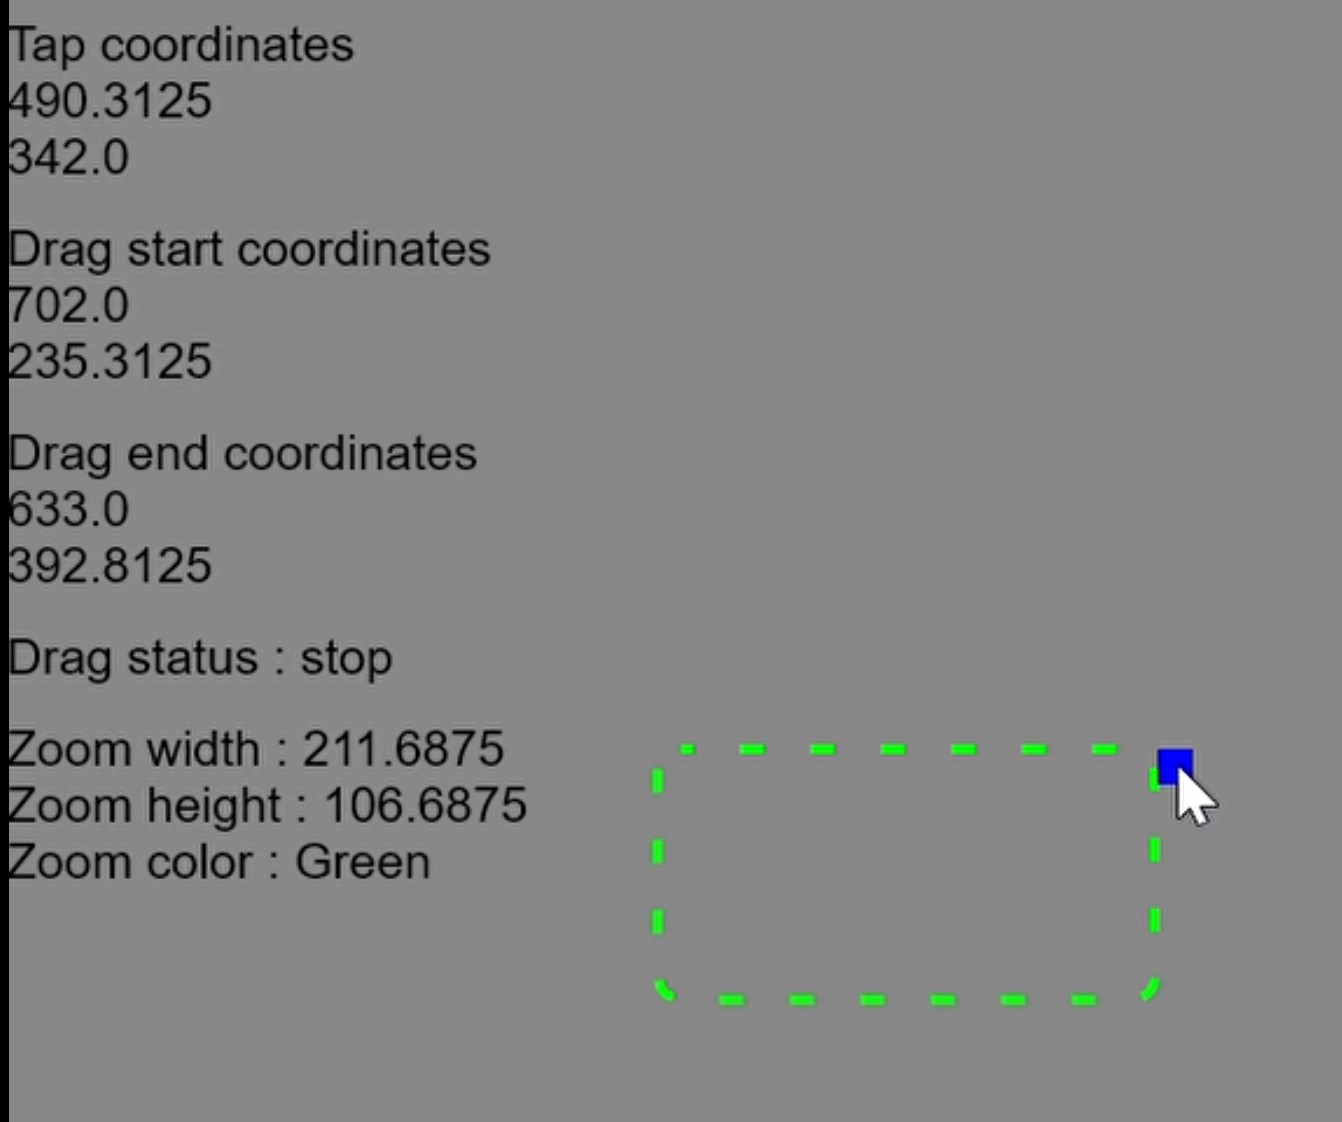 Tap coordinates
490.3125
342.0
Drag start coordinates
702.0
235.3125
Drag end coordinates
633.0
392.8125
Drag status : stop
Zoom width : 211.6875
Zoom height : 106.6875
Zoom color : Green